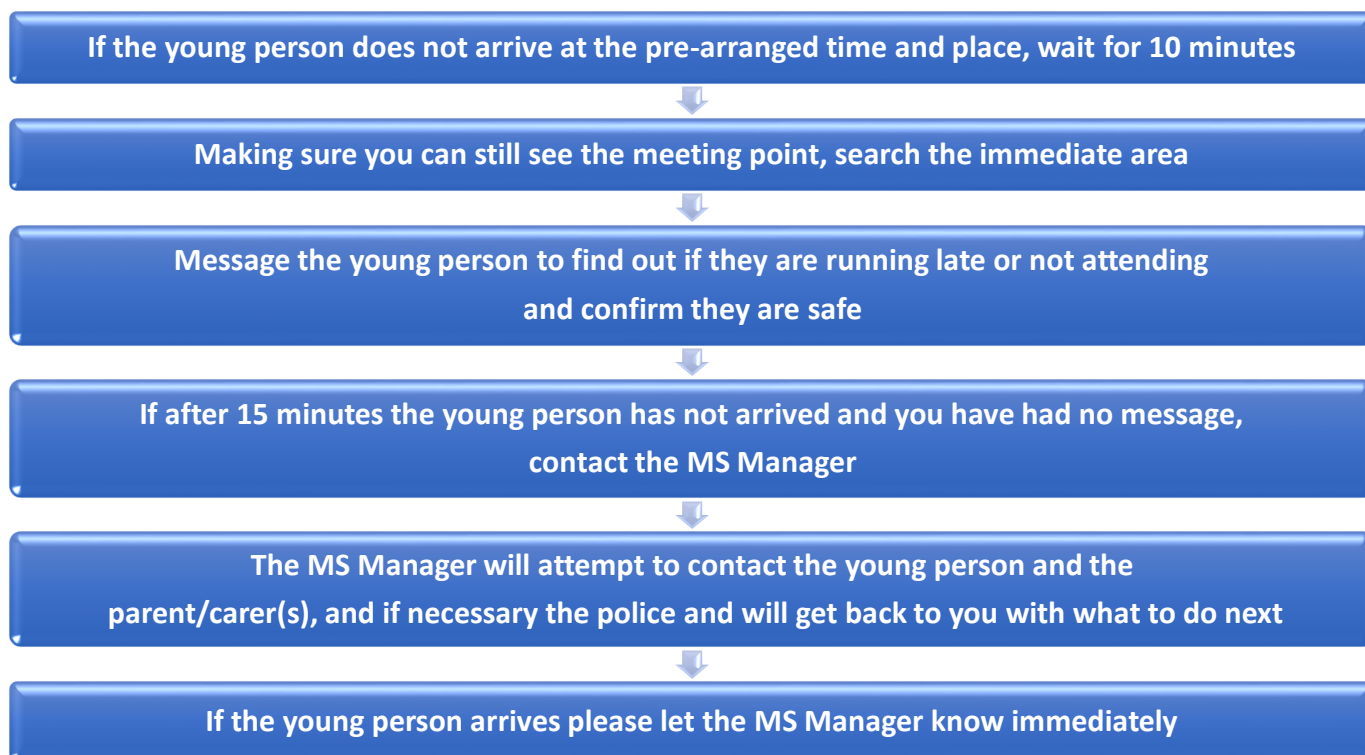 If the young person does not arrive at the pre-arranged time and place, wait for 10 minutes
Making sure you can still see the meeting point, search the immediate area
Message the young person to find out if they are running late or not attending
and confirm they are safe
If after 15 minutes the young person has not arrived and you have had no message,
contact the MS Manager
The MS Manager will attempt to contact the young person and the
parent/carer(s), and if necessary the police and will get back to you with what to do next
If the young person arrives please let the MS Manager know immediately